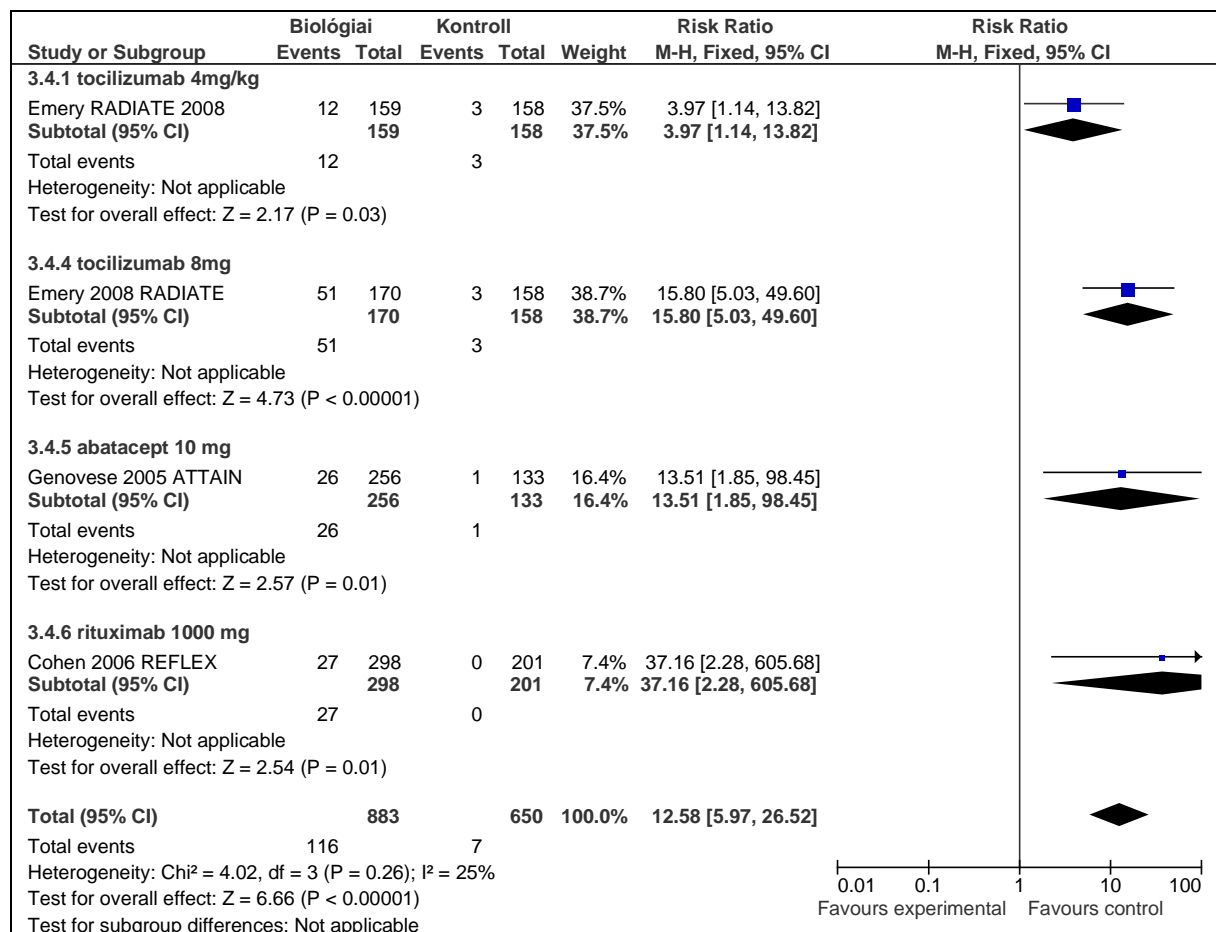 Biológiai Kontroll Risk Ratio Risk Ratio
Study or Subgroup Events Total Events Total Weight M-H, Fixed, 95% CI M-H, Fixed, 95% CI
3.4.1 tocilizumab 4mg/kg
Emery RADIATE 2008 12 159 3 158 37.5% 3.97 [1.14, 13.82]
Subtotal (95% CI) 159 158 37.5% 3.97 [1.14, 13.82]
Total events 12 3
Heterogeneity: Not applicable
Test for overall effect: Z = 2.17 (P = 0.03)
3.4.4 tocilizumab 8mg
Emery 2008 RADIATE 51 170 3 158 38.7% 15.80 [5.03, 49.60]
Subtotal (95% CI) 170 158 38.7% 15.80 [5.03, 49.60]
Total events 51 3
Heterogeneity: Not applicable
Test for overall effect: Z = 4.73 (P < 0.00001)
3.4.5 abatacept 10 mg
Genovese 2005 ATTAIN 26 256 1 133 16.4% 13.51 [1.85, 98.45]
Subtotal (95% CI) 256 133 16.4% 13.51 [1.85, 98.45]
Total events 26 1
Heterogeneity: Not applicable
Test for overall effect: Z = 2.57 (P = 0.01)
3.4.6 rituximab 1000 mg
Cohen 2006 REFLEX 27 298 0 201 7.4% 37.16 [2.28, 605.68]
Subtotal (95% CI) 298 201 7.4% 37.16 [2.28, 605.68]
Total events 27 0
Heterogeneity: Not applicable
Test for overall effect: Z = 2.54 (P = 0.01)
Total (95% CI) 883 650 100.0% 12.58 [5.97, 26.52]
Total events 116 7
Heterogeneity: Chi² = 4.02, df = 3 (P = 0.26); I² = 25%
Test for overall effect: Z = 6.66 (P < 0.00001)
Test for subgroup differences: Not applicable
0.01 0.1 1 10 100
Favours experimental Favours control